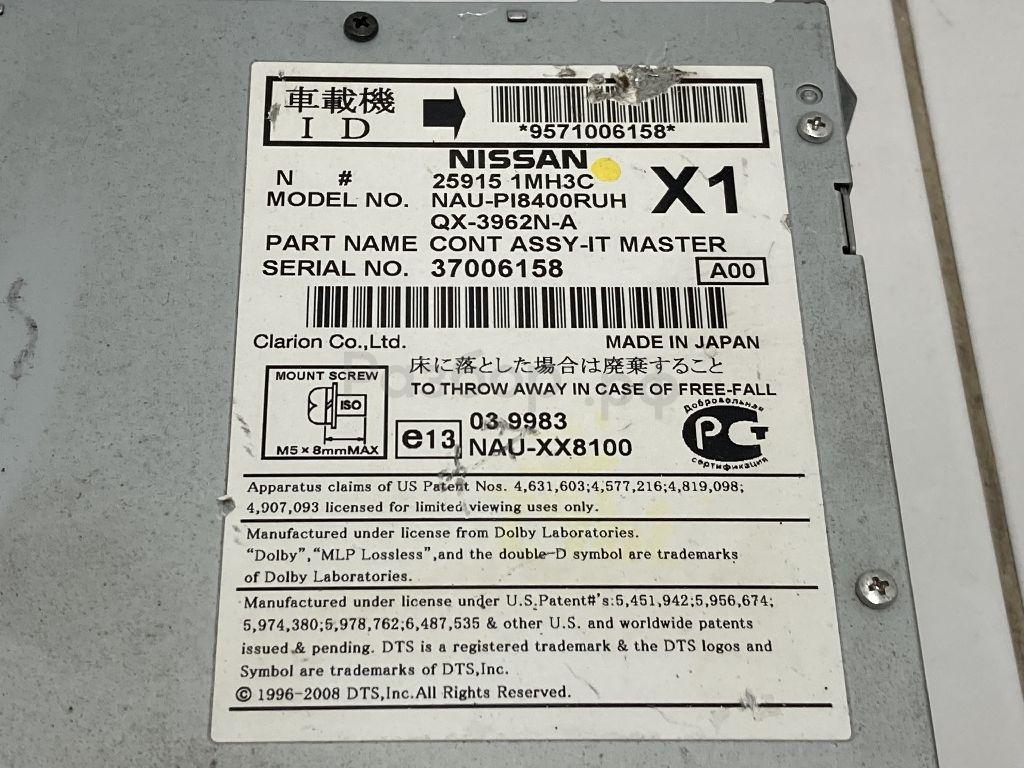 車載機
I D
*9571006158*
NISSAN
N # 25915 1MH3C
X1
MODEL NO. NAU-PI8400RUH
QX-3962N-A
PART NAME CONT ASSY-IT MASTER
SERIAL NO. 37006158
A00
Clarion Co.,Ltd. MADE IN JAPAN
床に落とした場合は廃棄すること
TO THROW AWAY IN CASE OF FREE-FALL
MOUNT SCREW
ISO
M5×8mmMAX
e13
03 9983
NAU-XX8100
Добровольная
РСТ
сертификация
Apparatus claims of US Patent Nos. 4,631,603;4,577,216;4,819,098;
4,907,093 licensed for limited viewing uses only.
Manufactured under license from Dolby Laboratories.
“Dolby”,“MLP Lossless”,and the double-D symbol are trademarks
of Dolby Laboratories.
Manufactured under license under U.S.Patent#'s:5,451,942;5,956,674;
5,974,380;5,978,762;6,487,535 & other U.S. and worldwide patents
issued & pending. DTS is a registered trademark & the DTS logos and
Symbol are trademarks of DTS,Inc.
© 1996-2008 DTS,Inc.All Rights Reserved.